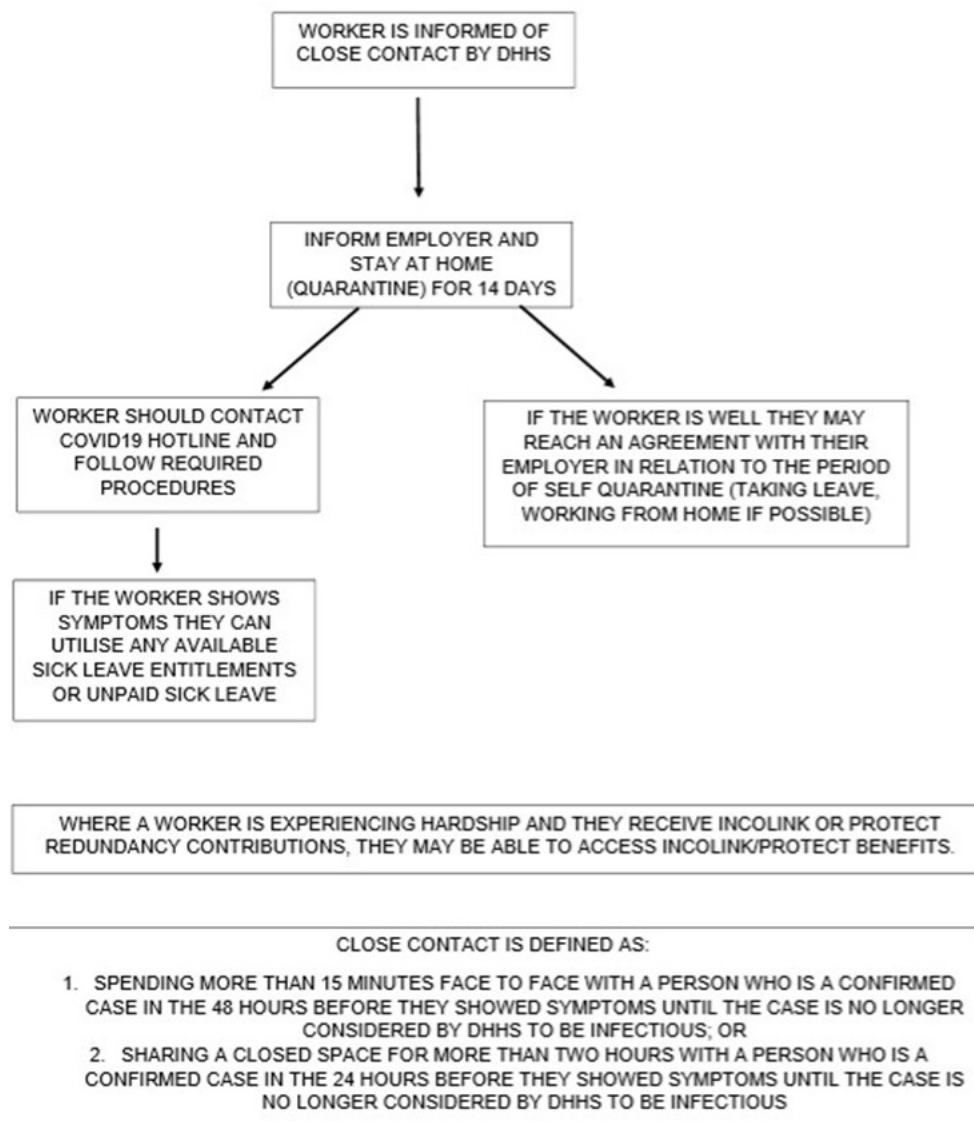 WORKER IS INFORMED OF
CLOSE CONTACT BY DHHS
INFORM EMPLOYER AND
STAY AT HOME
(QUARANTINE) FOR 14 DAYS
WORKER SHOULD CONTACT
COVID19 HOTLINE AND
FOLLOW REQUIRED
PROCEDURES
IF THE WORKER IS WELL THEY MAY
REACH AN AGREEMENT WITH THEIR
EMPLOYER IN RELATION TO THE PERIOD
OF SELF QUARANTINE (TAKING LEAVE,
WORKING FROM HOME IF POSSIBLE)
IF THE WORKER SHOWS
SYMPTOMS THEY CAN
UTILISE ANY AVAILABLE
SICK LEAVE ENTITLEMENTS
OR UNPAID SICK LEAVE
WHERE A WORKER IS EXPERIENCING HARDSHIP AND THEY RECEIVE INCOLINK OR PROTECT
REDUNDANCY CONTRIBUTIONS, THEY MAY BE ABLE TO ACCESS INCOLINK/PROTECT BENEFITS.
CLOSE CONTACT IS DEFINED AS:
1. SPENDING MORE THAN 15 MINUTES FACE TO FACE WITH A PERSON WHO IS A CONFIRMED
CASE IN THE 48 HOURS BEFORE THEY SHOWED SYMPTOMS UNTIL THE CASE IS NO LONGER
CONSIDERED BY DHHS TO BE INFECTIOUS; OR
2. SHARING A CLOSED SPACE FOR MORE THAN TWO HOURS WITH A PERSON WHO IS A
CONFIRMED CASE IN THE 24 HOURS BEFORE THEY SHOWED SYMPTOMS UNTIL THE CASE IS
NO LONGER CONSIDERED BY DHHS TO BE INFECTIOUS